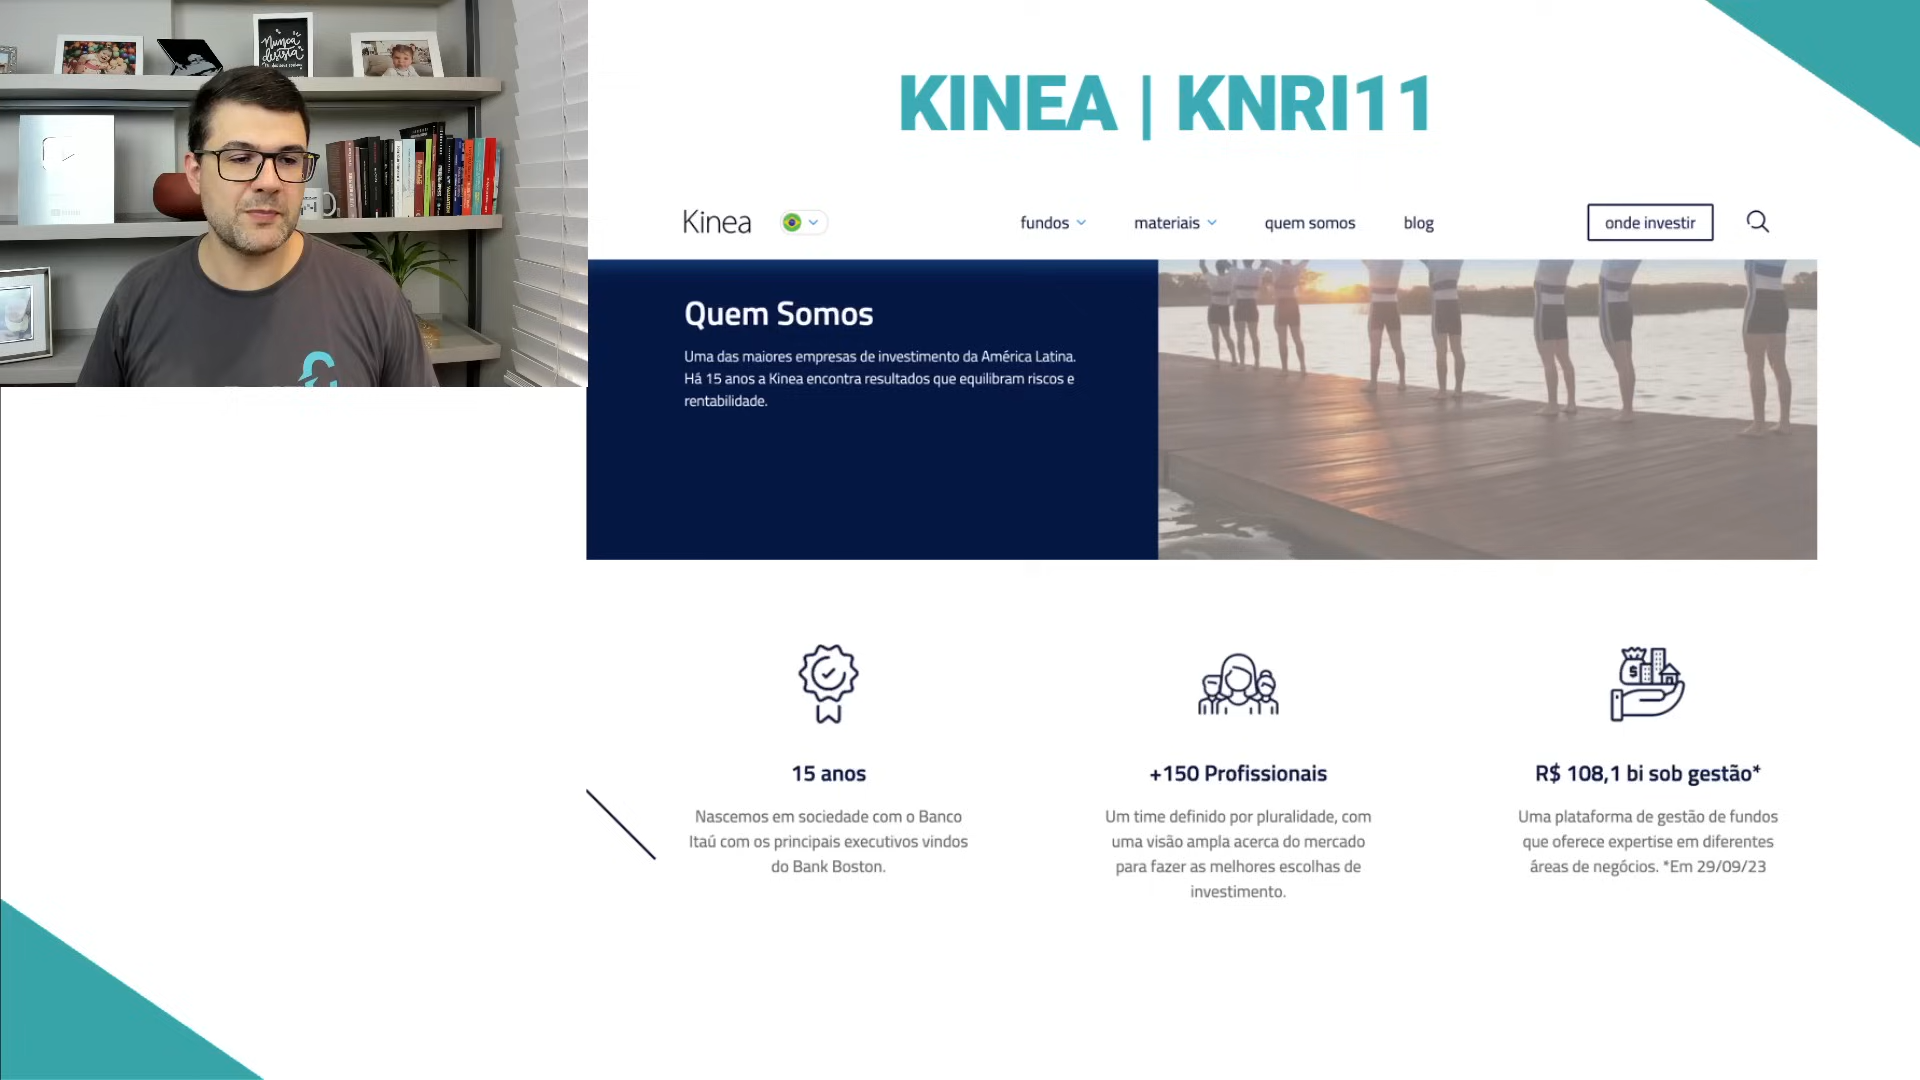 Nunca
desista
KINEA | KNRI11
Kinea
fundos
materiais
quem somos
blog
onde investir
Quem Somos
Uma das maiores empresas de investimento da América Latina.
Há 15 anos a Kinea encontra resultados que equilibram riscos e
rentabilidade.
15 anos
Nascemos em sociedade com o Banco
Itaú com os principais executivos vindos
do Bank Boston.
+150 Profissionais
Um time definido por pluralidade, com
uma visão ampla acerca do mercado
para fazer as melhores escolhas de
investimento.
R$ 108,1 bi sob gestão*
Uma plataforma de gestão de fundos
que oferece expertise em diferentes
áreas de negócios. *Em 29/09/23